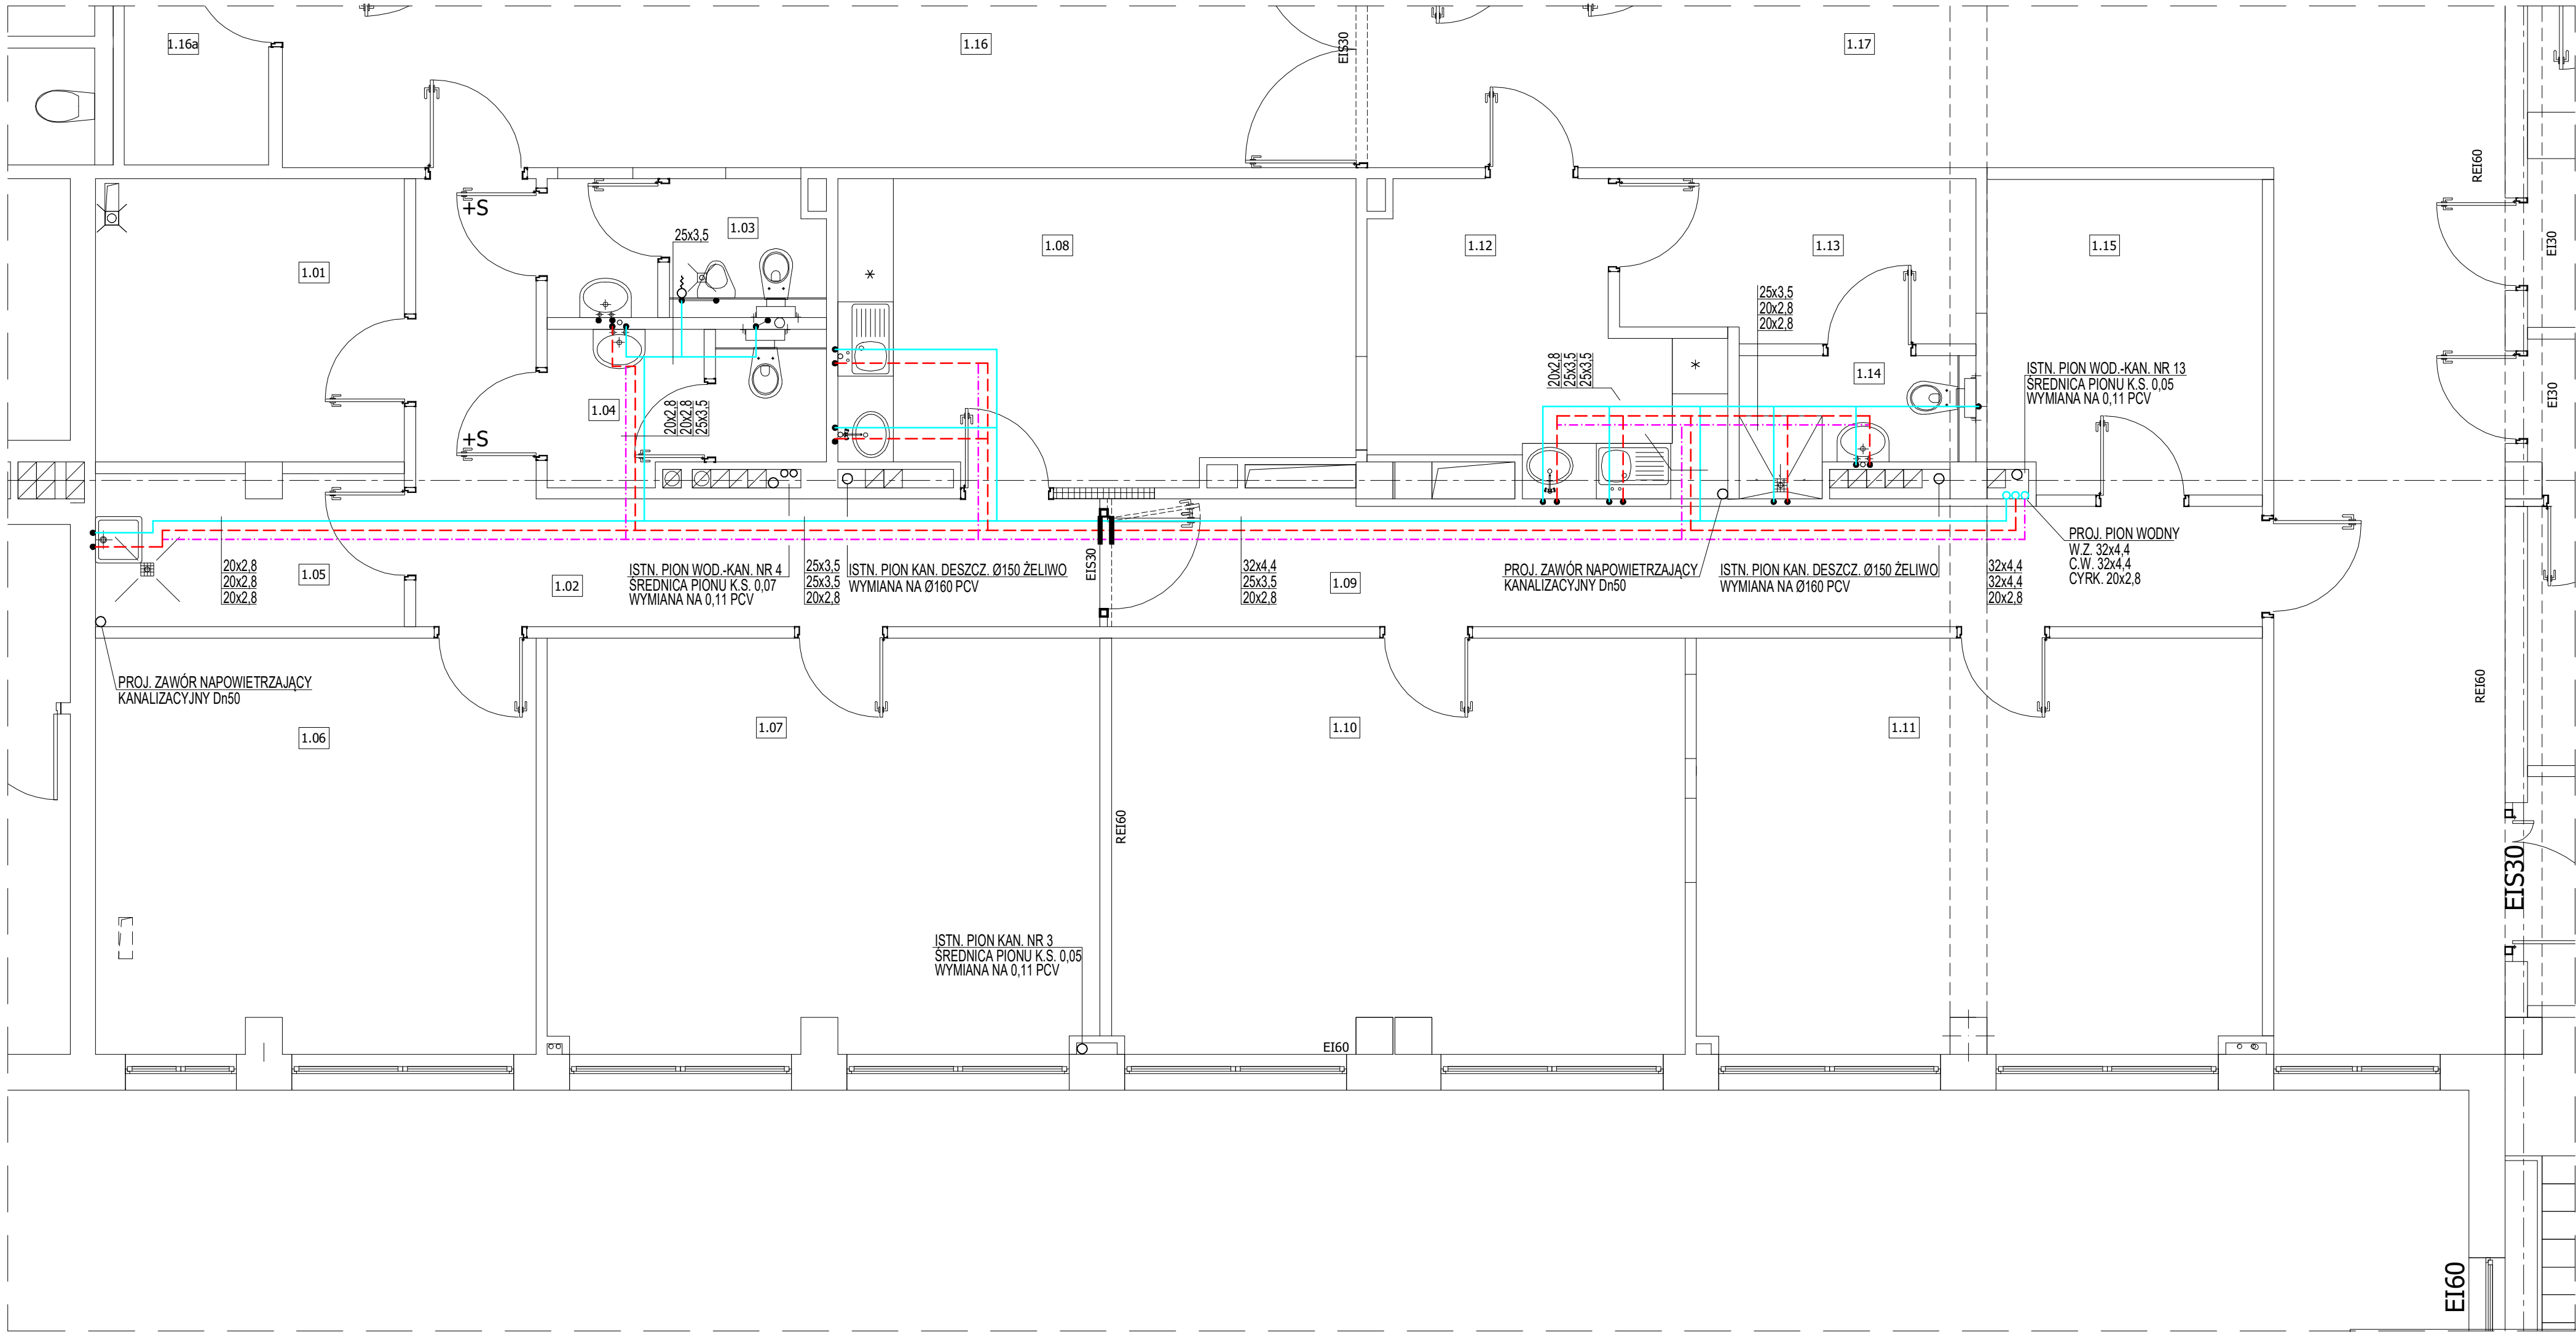 1.16a
1.16
EIS30
1.17
REI60
+S
25x3,5
1.03
1.08
1.12
1.13
1.15
EI30
1.01
25x3,5
20x2,8
20x2,8
20x2,8
25x3,5
25x3,5
1.14
ISTN. PION WOD.-KAN. NR 13
ŚREDNICA PIONU K.S. 0,05
WYMIANA NA 0,11 PCV
EI30
1.04
20x2,8
20x2,8
25x3,5
+S
20x2,8
20x2,8
20x2,8
1.05
1.02
ISTN. PION WOD.-KAN. NR 4
ŚREDNICA PIONU K.S. 0,07
WYMIANA NA 0,11 PCV
25x3,5
25x3,5
20x2,8
ISTN. PION KAN. DESZCZ. Ø150 ŻELIWO
WYMIANA NA Ø160 PCV
EIS30
32x4,4
25x3,5
20x2,8
1.09
PROJ. ZAWÓR NAPOWIETRZAJĄCY
KANALIZACYJNY Dn50
ISTN. PION KAN. DESZCZ. Ø150 ŻELIWO
WYMIANA NA Ø160 PCV
32x4,4
32x4,4
20x2,8
PROJ. PION WODNY
W.Z. 32x4,4
C.W. 32x4,4
CYRK. 20x2,8
PROJ. ZAWÓR NAPOWIETRZAJĄCY
KANALIZACYJNY Dn50
REI60
1.06
1.07
1.10
1.11
REI60
EIS30
ISTN. PION KAN. NR 3
ŚREDNICA PIONU K.S. 0,05
WYMIANA NA 0,11 PCV
EI60
EI60